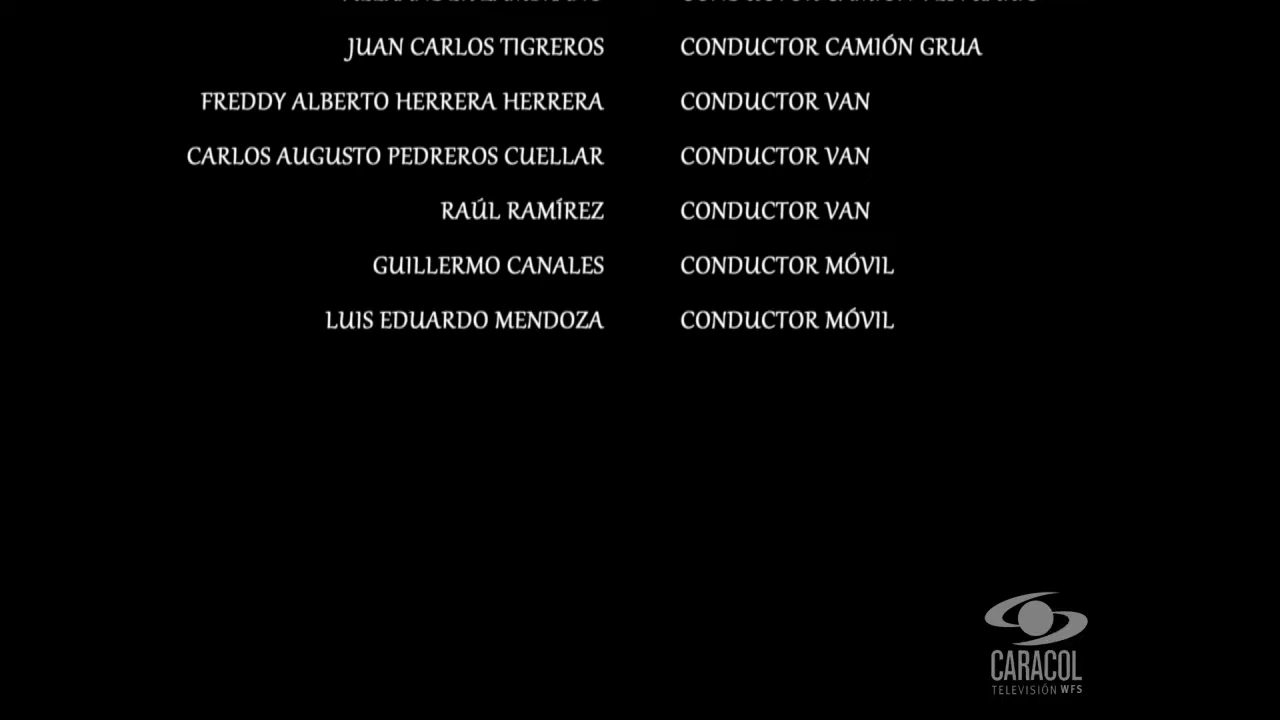 JUAN CARLOS TIGREROS CONDUCTOR CAMIÓN GRUA
FREDDY ALBERTO HERRERA HERRERA CONDUCTOR VAN
CARLOS AUGUSTO PEDREROS CUELLAR CONDUCTOR VAN
RAÚL RAMÍREZ CONDUCTOR VAN
GUILLERMO CANALES CONDUCTOR MÓVIL
LUIS EDUARDO MENDOZA CONDUCTOR MÓVIL
CARACOL
TELEVISIÓN WFS